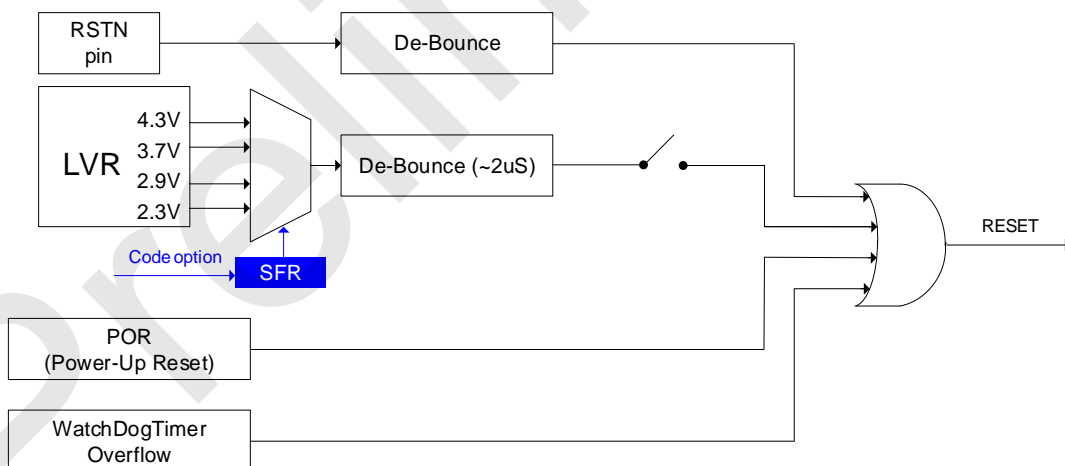 RSTN
pin
De-Bounce
LVR
4.3V
3.7V
2.9V
2.3V
De-Bounce (~2uS)
Code option
SFR
RESET
POR
(Power-Up Reset)
WatchDogTimer
Overflow
Prelin